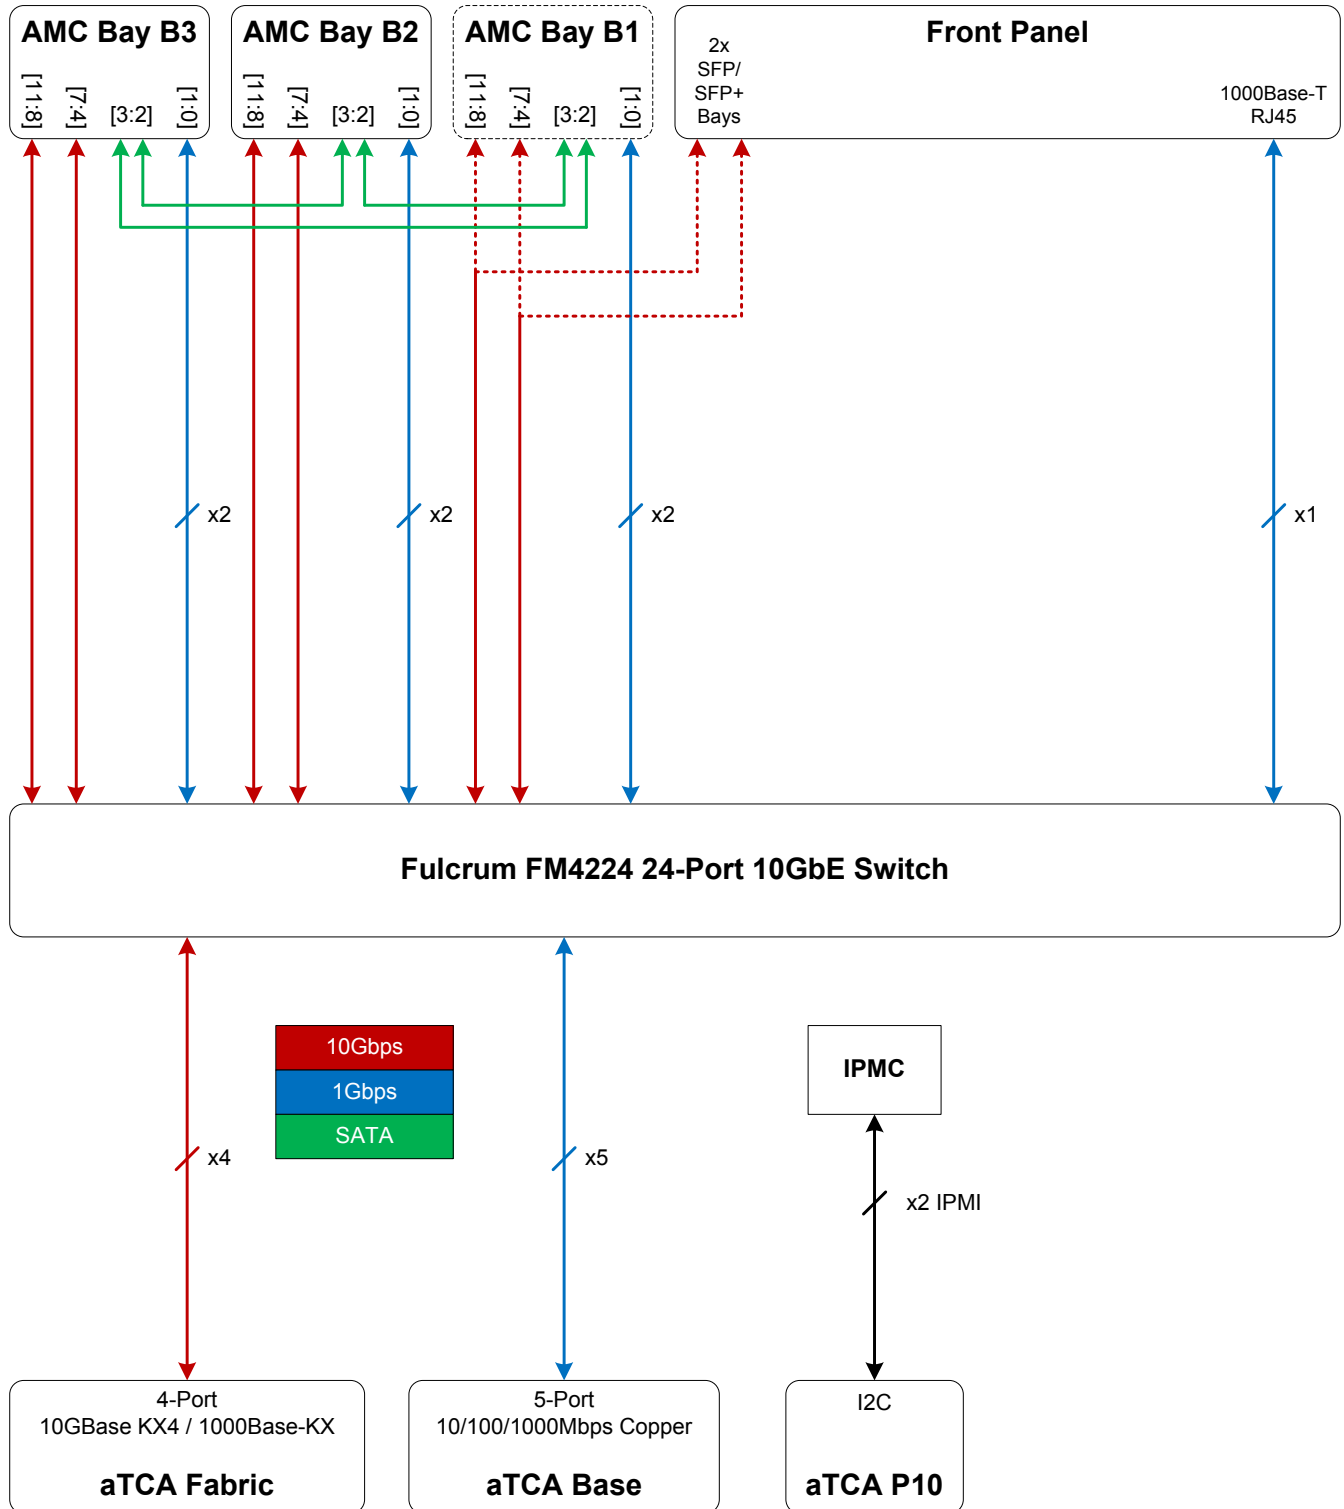 AMC Bay B3
[11:8]
[7:4]
[3:2]
[1:0]
AMC Bay B2
[11:8]
[7:4]
[3:2]
[1:0]
AMC Bay B1
[11:8]
[7:4]
[3:2]
[1:0]
Front Panel
2x
SFP/
SFP+
Bays
1000Base-T
RJ45
x2
x2
x2
x1
Fulcrum FM4224 24-Port 10GbE Switch
10Gbps
1Gbps
SATA
IPMC
x4
x5
x2 IPMI
4-Port
10GBase KX4 / 1000Base-KX
aTCA Fabric
5-Port
10/100/1000Mbps Copper
aTCA Base
I2C
aTCA P10